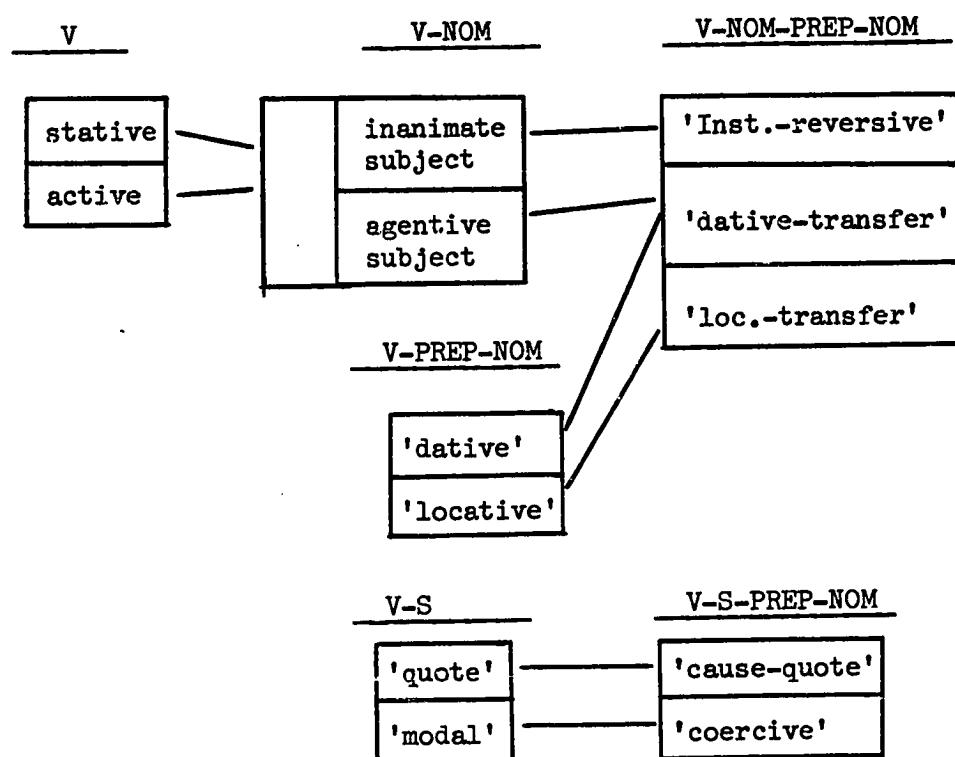 V
V-NOM
V-NOM-PREP-NOM
stative
active
inanimate
subject
agentive
subject
'Inst.-reversive'
'dative-transfer'
'loc.-transfer'
V-PREP-NOM
'dative'
'locative'
V-S
V-S-PREP-NOM
'quote'
'cause-quote'
'modal'
'coercive'